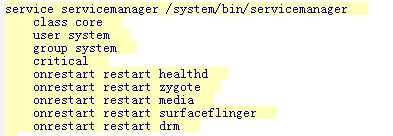 service servicemanager /system/bin/servicemanager
    class core
    user system
    group system
    critical
    onrestart restart healthd
    onrestart restart zygote
    onrestart restart media
    onrestart restart surfaceflinger
    onrestart restart drm